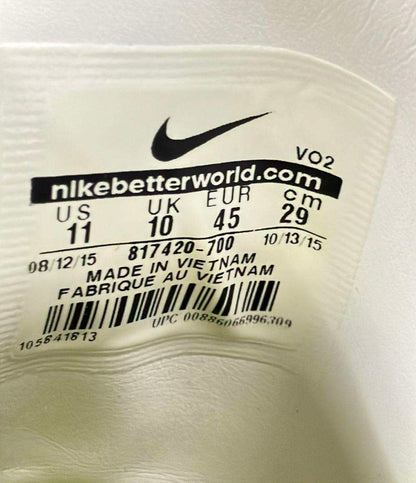 VO2
nikebetterworld.com
US UK EUR cm
11 10 45 29
08/12/15 817420-700 10/13/15
MADE IN VIETNAM
FABRIQUE AU VIETNAM
105841813 UPC 00886066996309